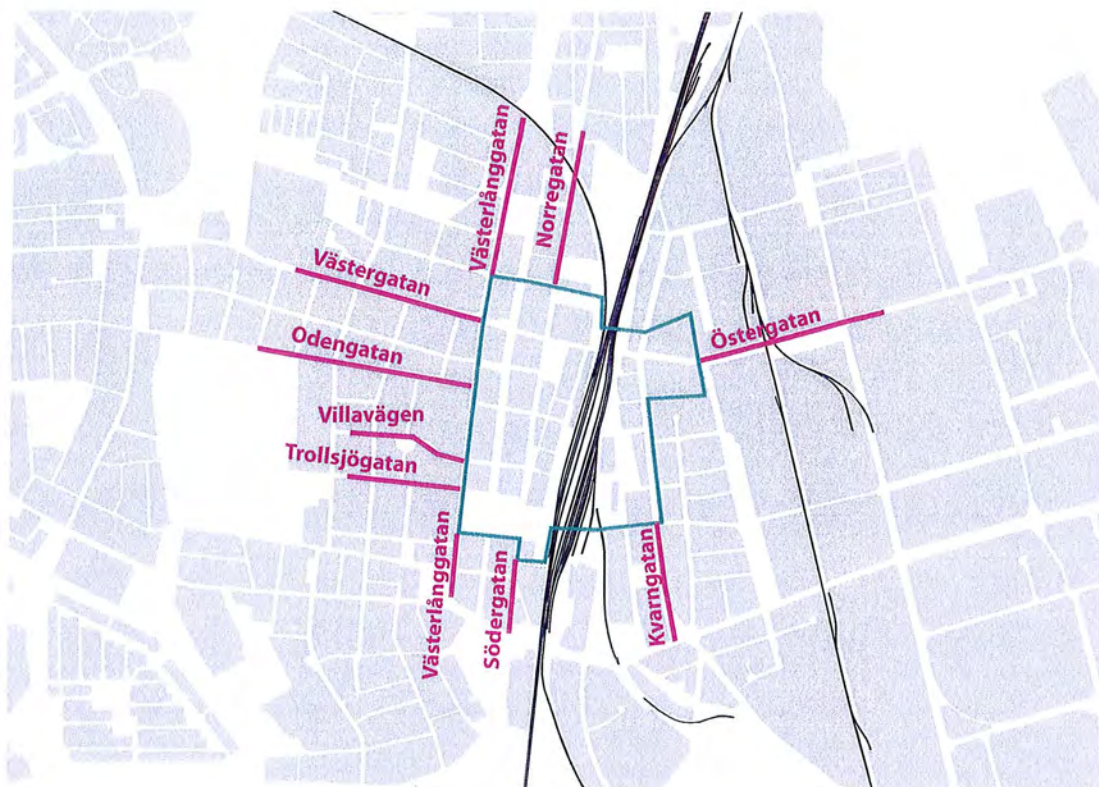 Västerlånggatan
Norregatan
Västergatan
Östergatan
Odengatan
Villavägen
Trollsjögatan
Västerlånggatan
Södergatan
Kvarngatan